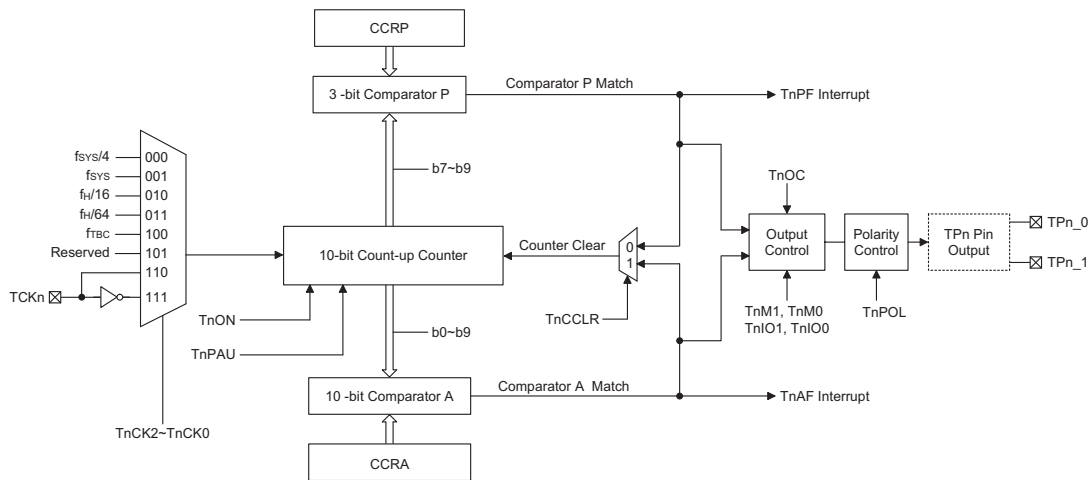 CCRP
3 -bit Comparator P
Comparator P Match
TnPF Interrupt
b7~b9
fSYS/4
000
fSYS
001
fH/16
010
fH/64
011
fTBC
100
Reserved
101
110
TCKn
111
10-bit Count-up Counter
Counter Clear
0
1
TnOC
Output
Control
Polarity
Control
TPn Pin
Output
TPn_0
TPn_1
TnON
TnPAU
b0~b9
TnCCLR
TnM1, TnM0
TnIO1, TnIO0
TnPOL
10 -bit Comparator A
Comparator A Match
TnAF Interrupt
TnCK2~TnCK0
CCRA